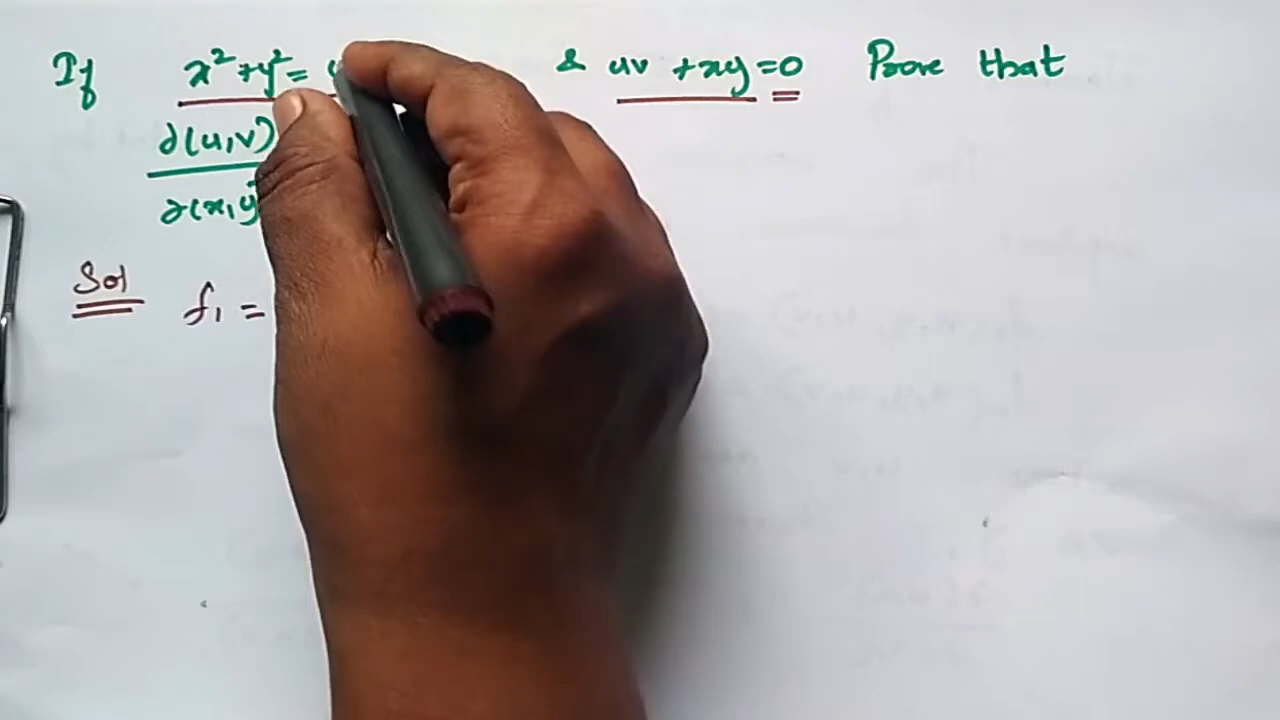 If x² + y² = & uv + xy = 0 Prove that
∂(u,v)
∂(x,y
Sol f₁ =